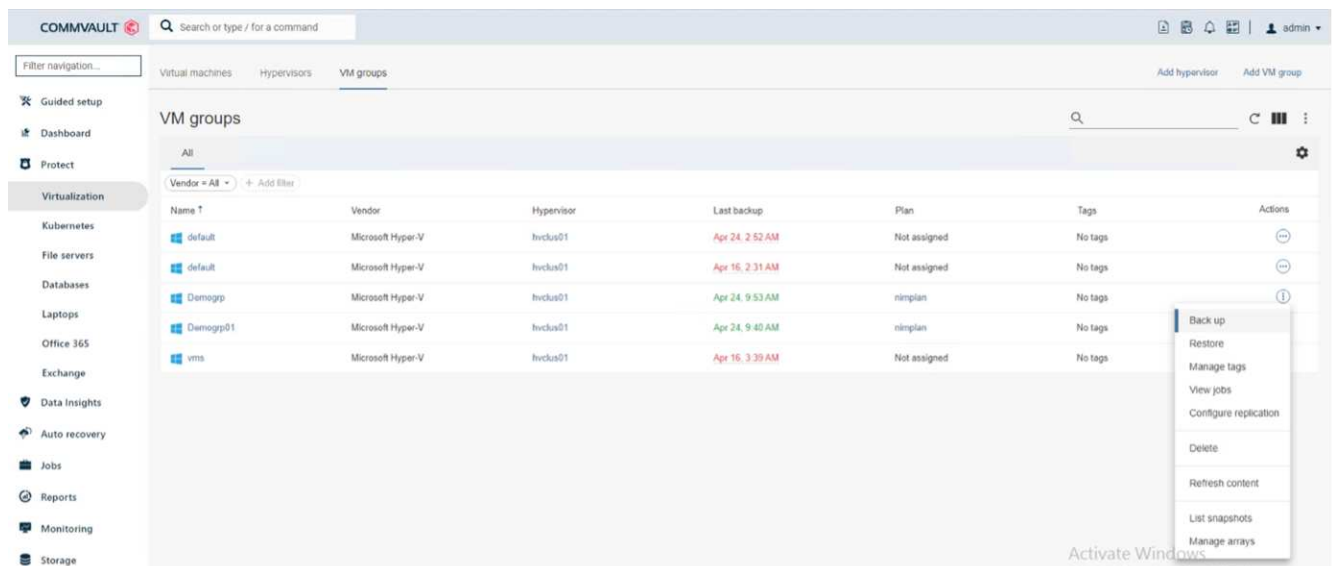 COMMVAULT Search or type / for a command admin
Filter navigation...
Virtual machines Hypervisors VM groups Add hypervisor Add VM group
Guided setup
VM groups
Dashboard
All
Protect
Vendor = All + Add filter
Virtualization
Name ↑ Vendor Hypervisor Last backup Plan Tags Actions
Kubernetes
default Microsoft Hyper-V hvclus01 Apr 24, 2:52 AM Not assigned No tags
File servers
default Microsoft Hyper-V hvclus01 Apr 16, 2:31 AM Not assigned No tags
Databases
Demogrp Microsoft Hyper-V hvclus01 Apr 24, 9:53 AM nimplan No tags
Laptops
Back up
Demogrp01 Microsoft Hyper-V hvclus01 Apr 24, 9:40 AM nimplan No tags
Office 365
Restore
vms Microsoft Hyper-V hvclus01 Apr 16, 3:39 AM Not assigned No tags
Manage tags
Exchange
View jobs
Data Insights
Configure replication
Auto recovery
Delete
Jobs
Refresh content
Reports
List snapshots
Monitoring
Manage arrays
Activate Windows
Storage